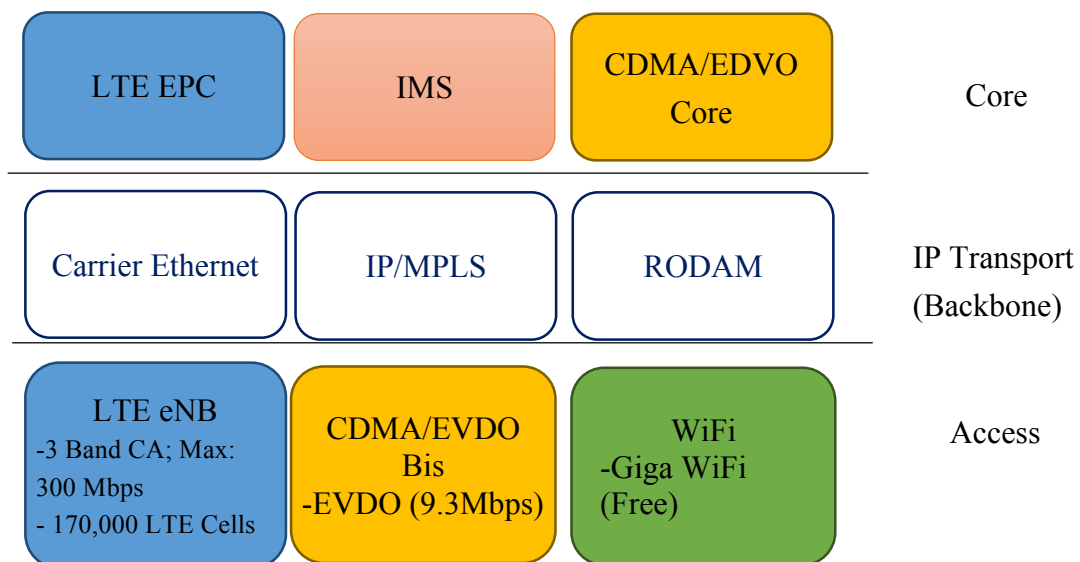 LTE EPC
IMS
CDMA/EDVO
Core
Core
Carrier Ethernet
IP/MPLS
RODAM
IP Transport
(Backbone)
LTE eNB
-3 Band CA; Max:
300 Mbps
- 170,000 LTE Cells
CDMA/EVDO
Bis
-EVDO (9.3Mbps)
WiFi
-Giga WiFi
(Free)
Access